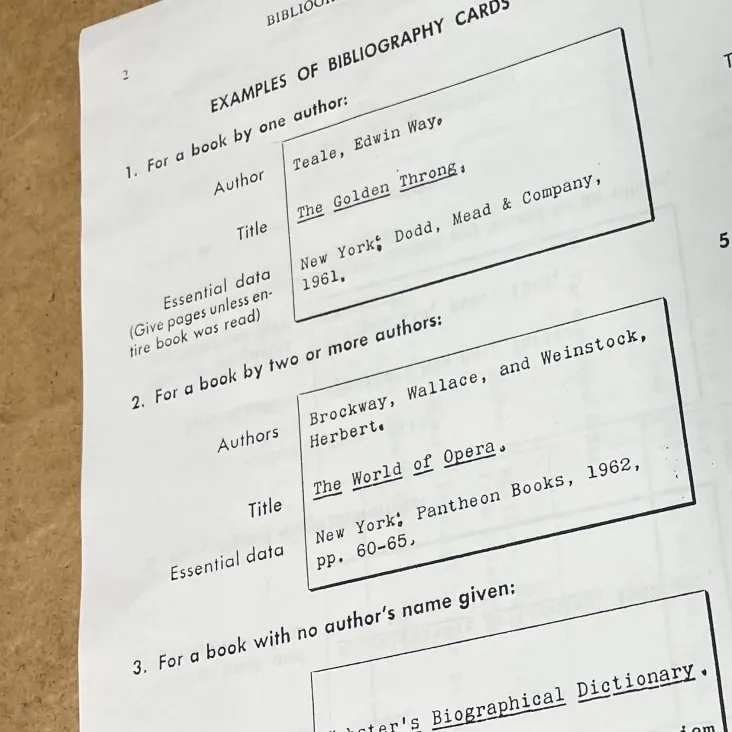 2
EXAMPLES OF BIBLIOGRAPHY CARDS
1. For a book by one author:
Author
Teale, Edwin Way.
Title
The Golden Throng.
Essential data
(Give pages unless en-
tire book was read)
New York: Dodd, Mead & Company,
1961.
2. For a book by two or more authors:
Authors
Brockway, Wallace, and Weinstock,
Herbert.
Title
The World of Opera.
Essential data
New York: Pantheon Books, 1962,
pp. 60-65.
3. For a book with no author's name given:
Biographical Dictionary.
5